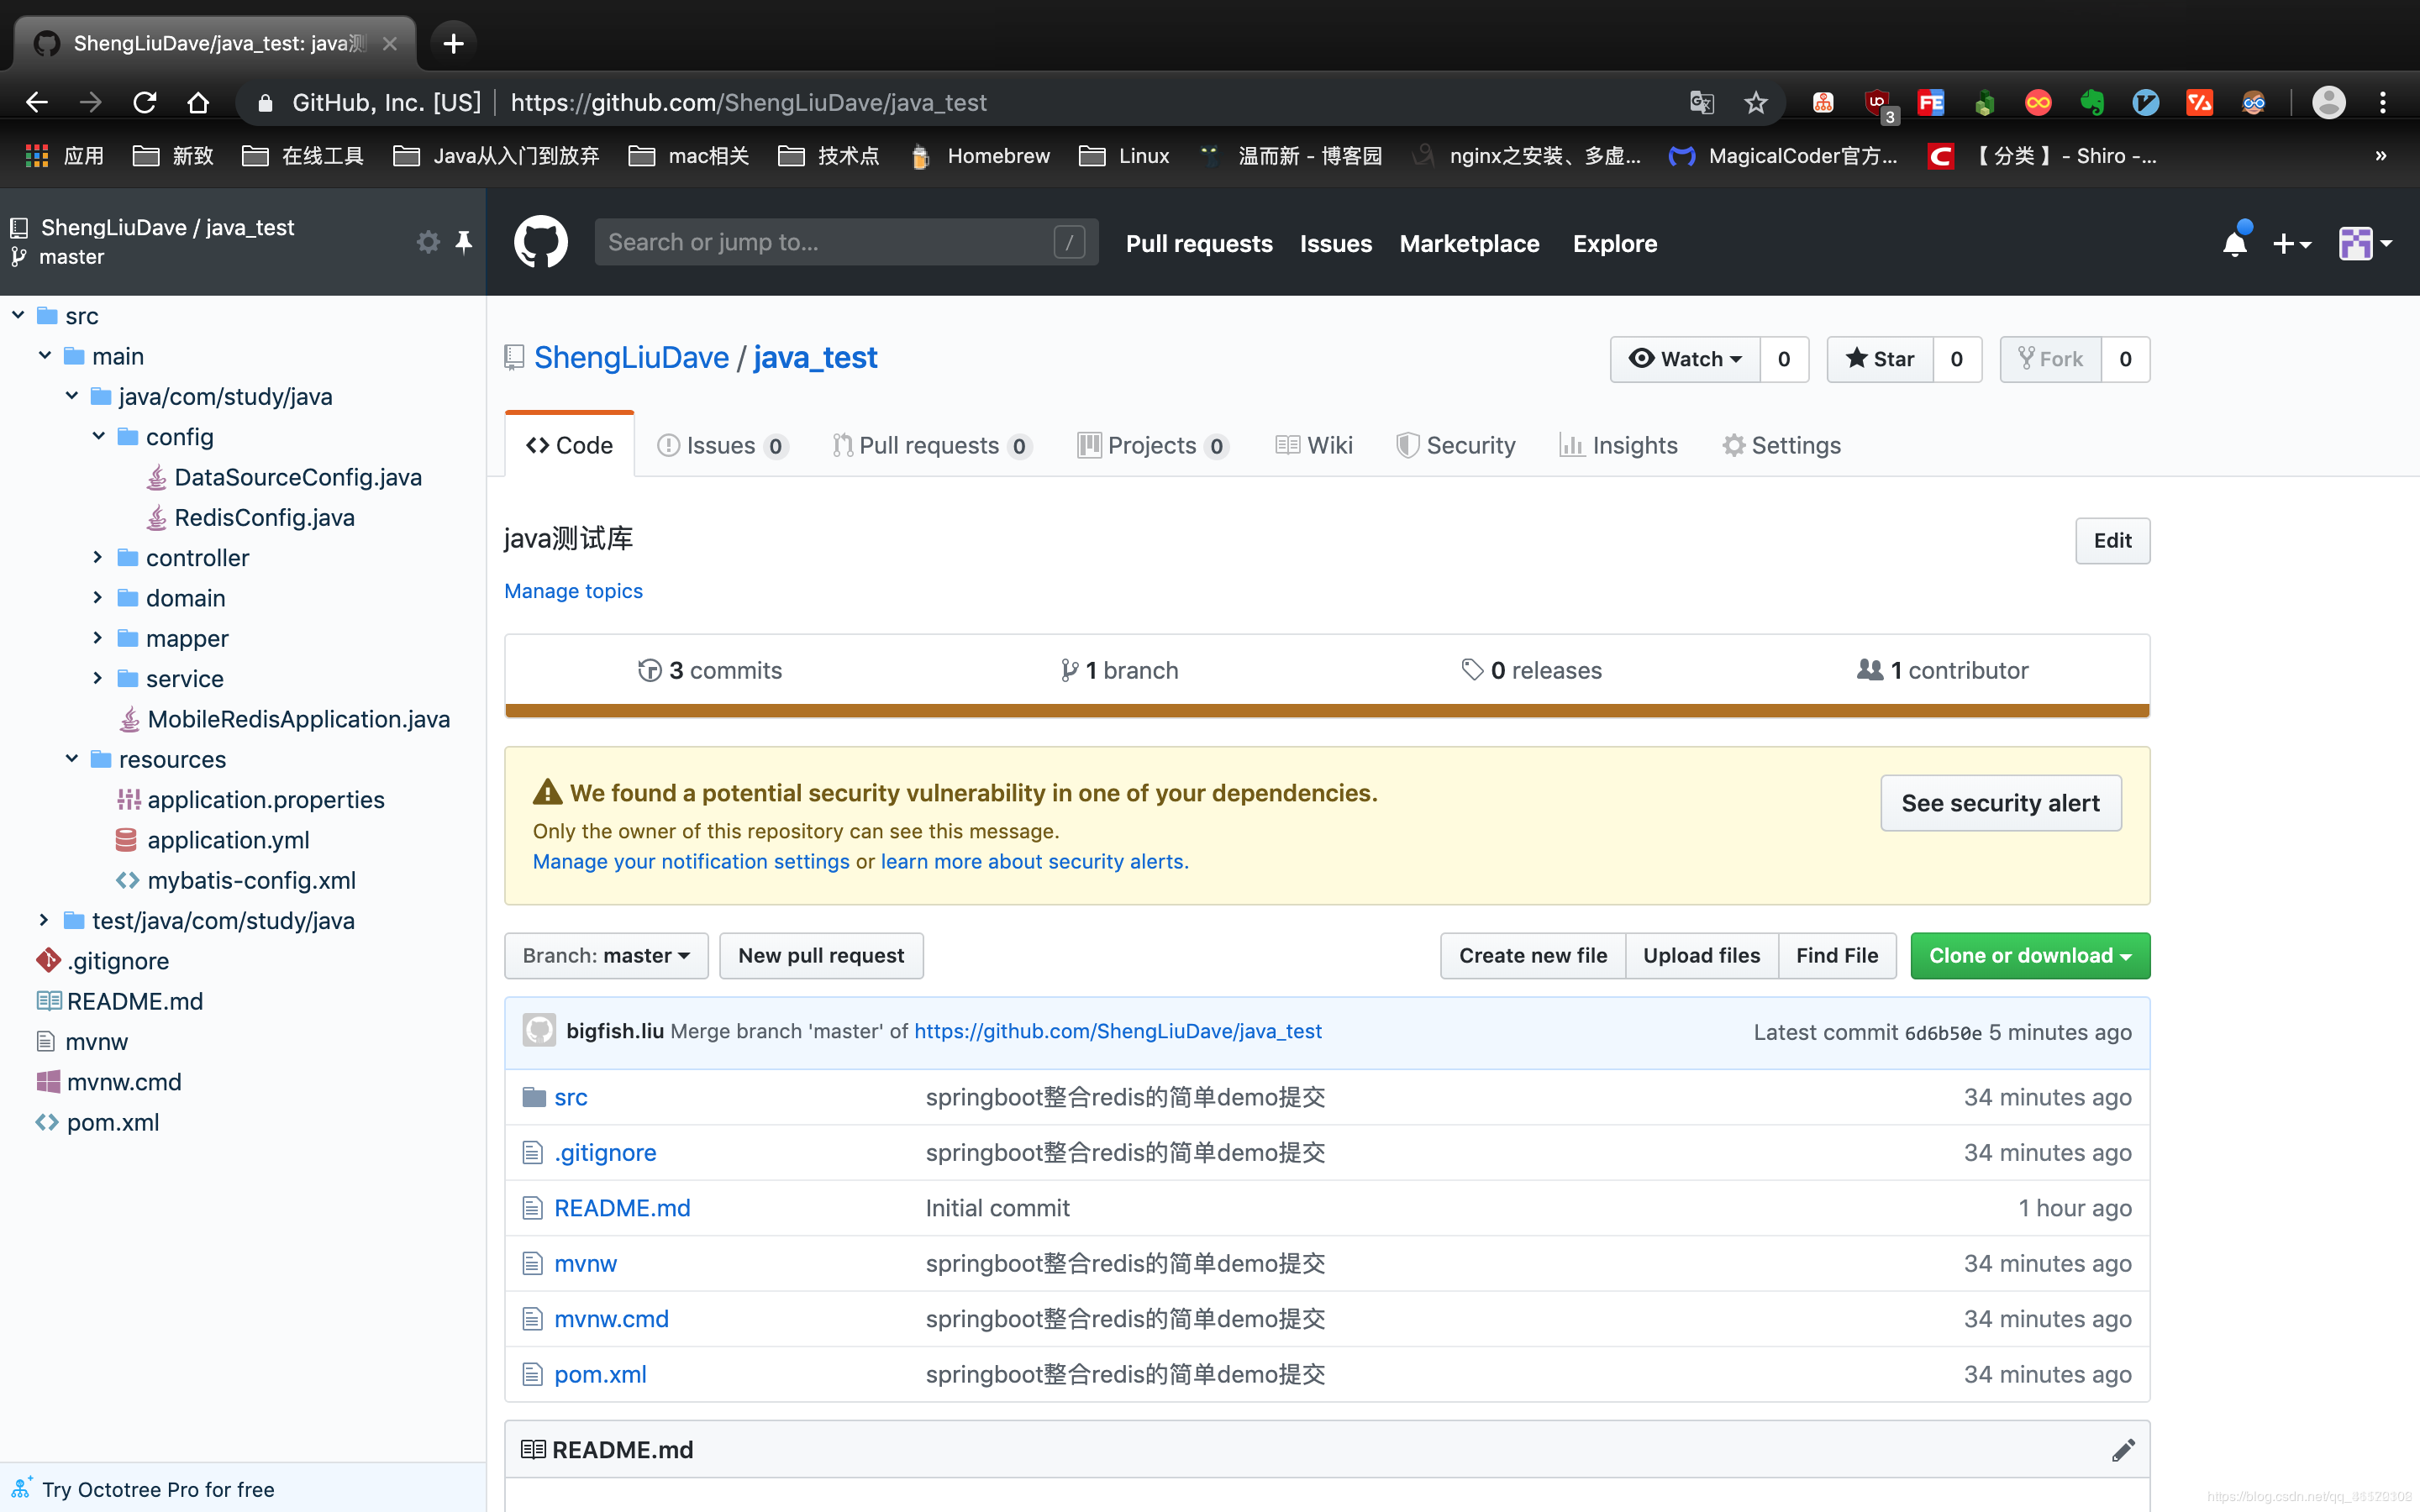 ShengLiuDave/java_test: java测
GitHub, Inc. [US] https://github.com/ShengLiuDave/java_test
3
应用 新致 在线工具 Java从入门到放弃 mac相关 技术点 Homebrew Linux 温而新 - 博客园 nginx之安装、多虚... MagicalCoder官方... 【 分类 】 - Shiro -... »
ShengLiuDave / java_test
master
Search or jump to... / Pull requests Issues Marketplace Explore
src
main
java/com/study/java
config
DataSourceConfig.java
RedisConfig.java
controller
domain
mapper
service
MobileRedisApplication.java
resources
application.properties
application.yml
mybatis-config.xml
test/java/com/study/java
.gitignore
README.md
mvnw
mvnw.cmd
pom.xml
Try Octotree Pro for free
ShengLiuDave / java_test
Watch 0 Star 0 Fork 0
Code Issues 0 Pull requests 0 Projects 0 Wiki Security Insights Settings
java测试库
Edit
Manage topics
3 commits 1 branch 0 releases 1 contributor
We found a potential security vulnerability in one of your dependencies.
Only the owner of this repository can see this message.
Manage your notification settings or learn more about security alerts.
See security alert
Branch: master New pull request Create new file Upload files Find File Clone or download
bigfish.liu Merge branch 'master' of https://github.com/ShengLiuDave/java_test Latest commit 6d6b50e 5 minutes ago
src springboot整合redis的简单demo提交 34 minutes ago
.gitignore springboot整合redis的简单demo提交 34 minutes ago
README.md Initial commit 1 hour ago
mvnw springboot整合redis的简单demo提交 34 minutes ago
mvnw.cmd springboot整合redis的简单demo提交 34 minutes ago
pom.xml springboot整合redis的简单demo提交 34 minutes ago
README.md